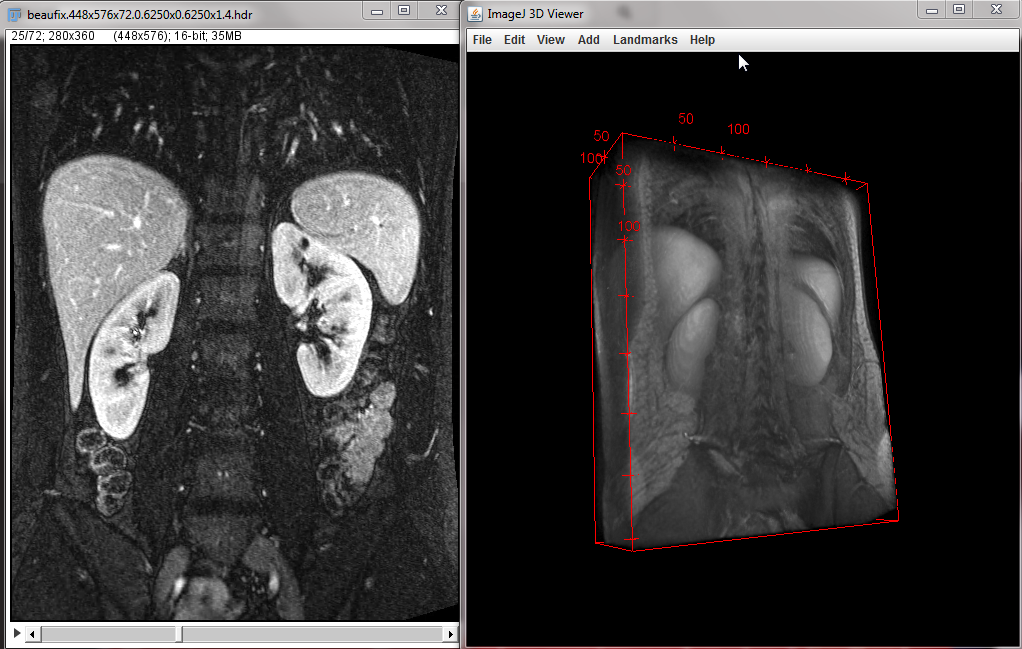 beaufix.448x576x72.0.6250x0.6250x1.4.hdr
25/72; 280x360 (448x576); 16-bit; 35MB
ImageJ 3D Viewer
File Edit View Add Landmarks Help
50
100
50
100
50
100